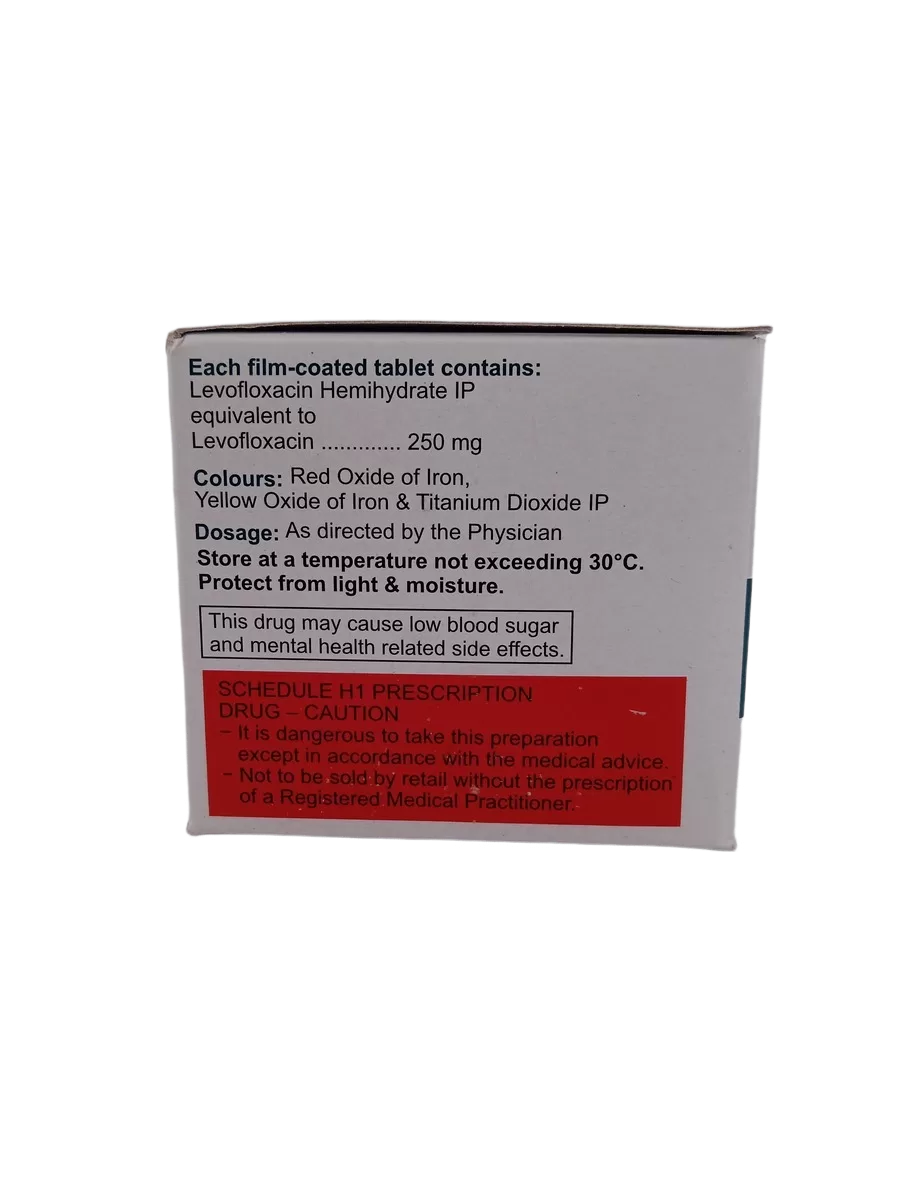 Each film-coated tablet contains:
Levofloxacin Hemihydrate IP
equivalent to
Levofloxacin ............. 250 mg
Colours: Red Oxide of Iron,
Yellow Oxide of Iron & Titanium Dioxide IP
Dosage: As directed by the Physician
Store at a temperature not exceeding 30°C.
Protect from light & moisture.
This drug may cause low blood sugar
and mental health related side effects.
SCHEDULE H1 PRESCRIPTION
DRUG – CAUTION
– It is dangerous to take this preparation
except in accordance with the medical advice.
– Not to be sold by retail without the prescription
of a Registered Medical Practitioner.